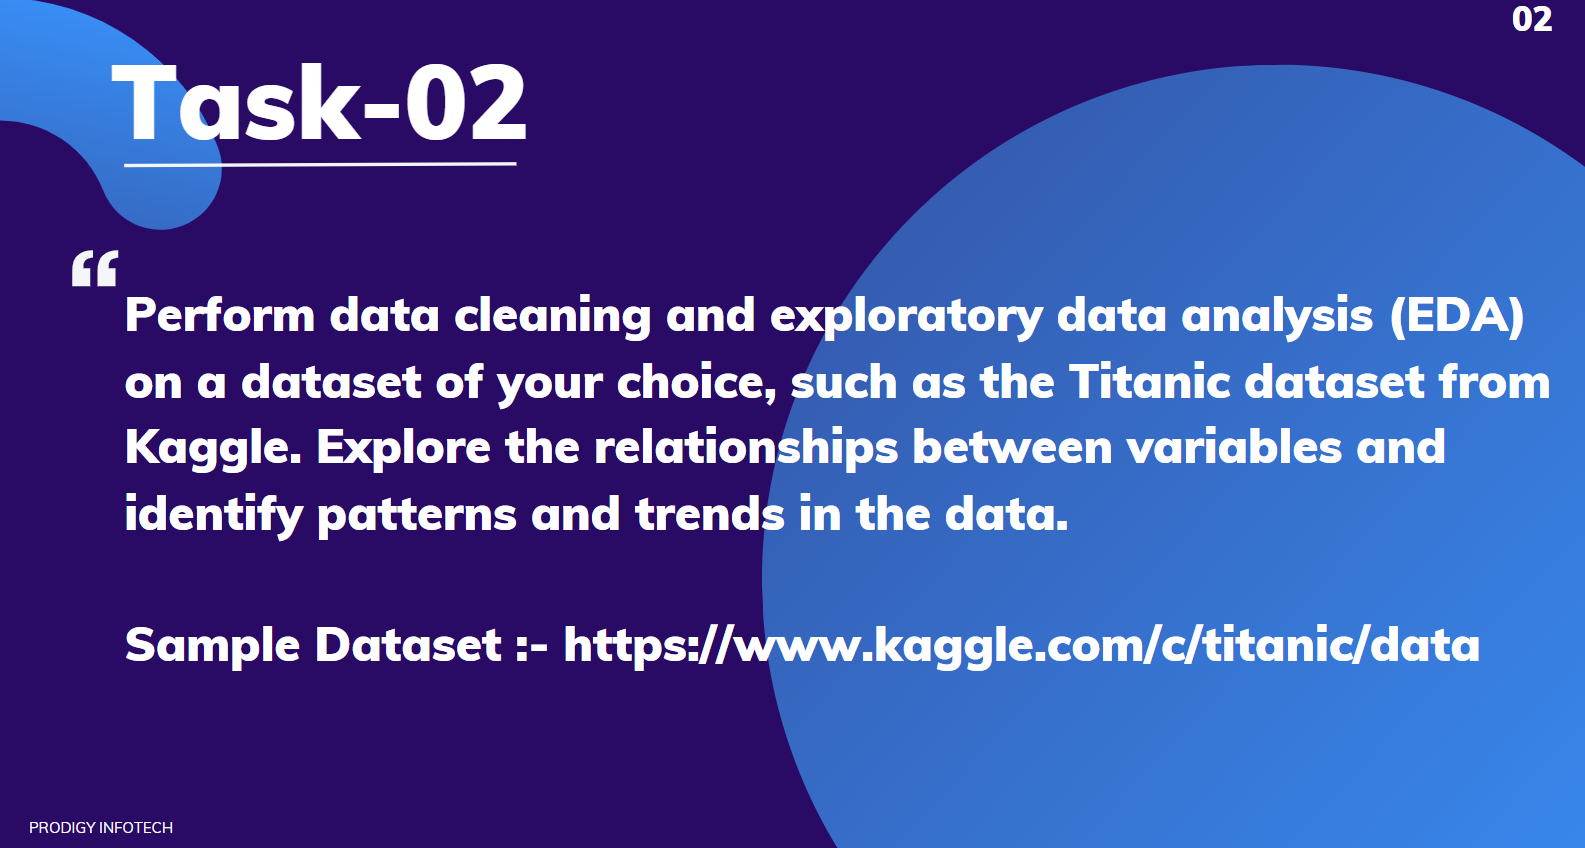 02
Task-02
“
Perform data cleaning and exploratory data analysis (EDA)
on a dataset of your choice, such as the Titanic dataset from
Kaggle. Explore the relationships between variables and
identify patterns and trends in the data.
Sample Dataset :- https://www.kaggle.com/c/titanic/data
PRODIGY INFOTECH